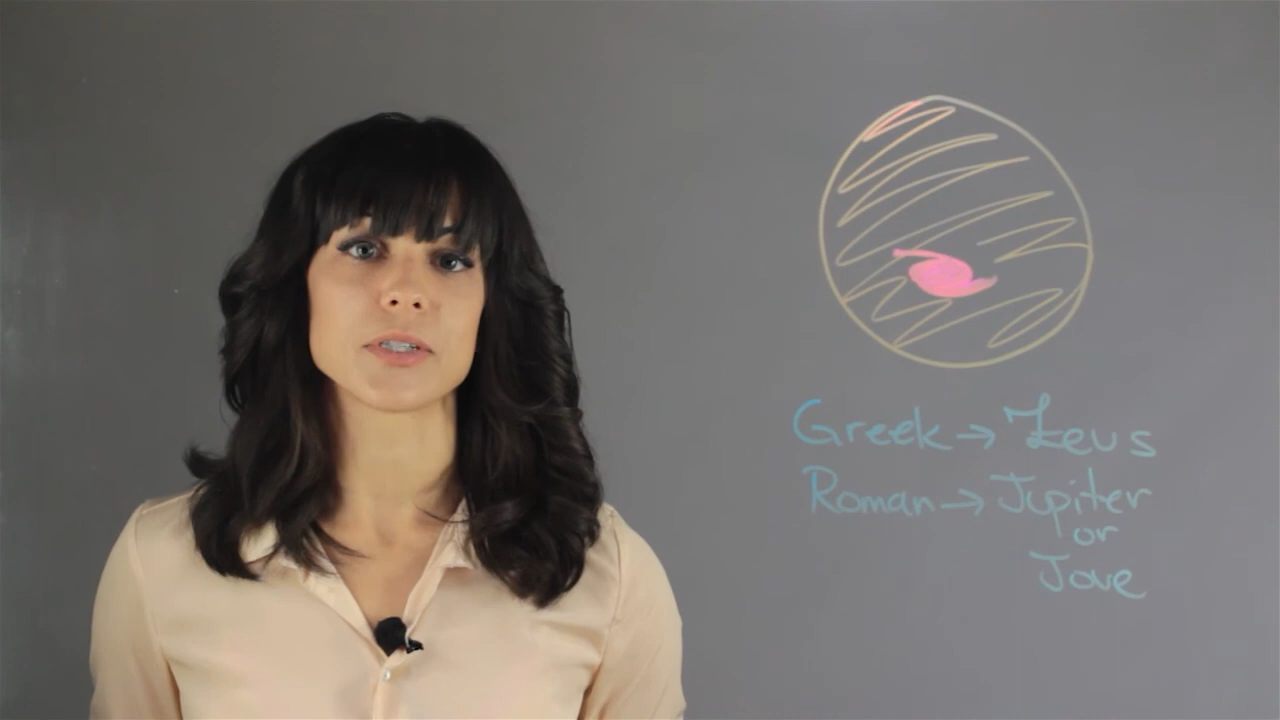 Greek → Zeus
Roman → Jupiter
or
Jove